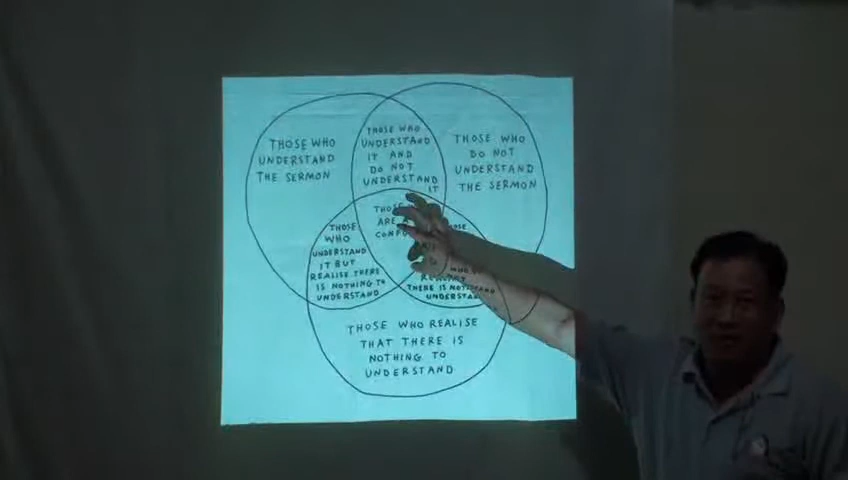 THOSE WHO
UNDERSTAND
THE SERMON
THOSE WHO
UNDERSTAND
IT AND
DO NOT
UNDERSTAND
IT
THOSE WHO
DO NOT
UNDERSTAND
THE SERMON
THOSE
ARE A
THOSE
WHO
UNDERSTAND
IT BUT
REALISE THERE
IS NOTHING TO
UNDERSTAND
WHO
THERE IS NOTHING
THOSE WHO REALISE
THAT THERE IS
NOTHING TO
UNDERSTAND